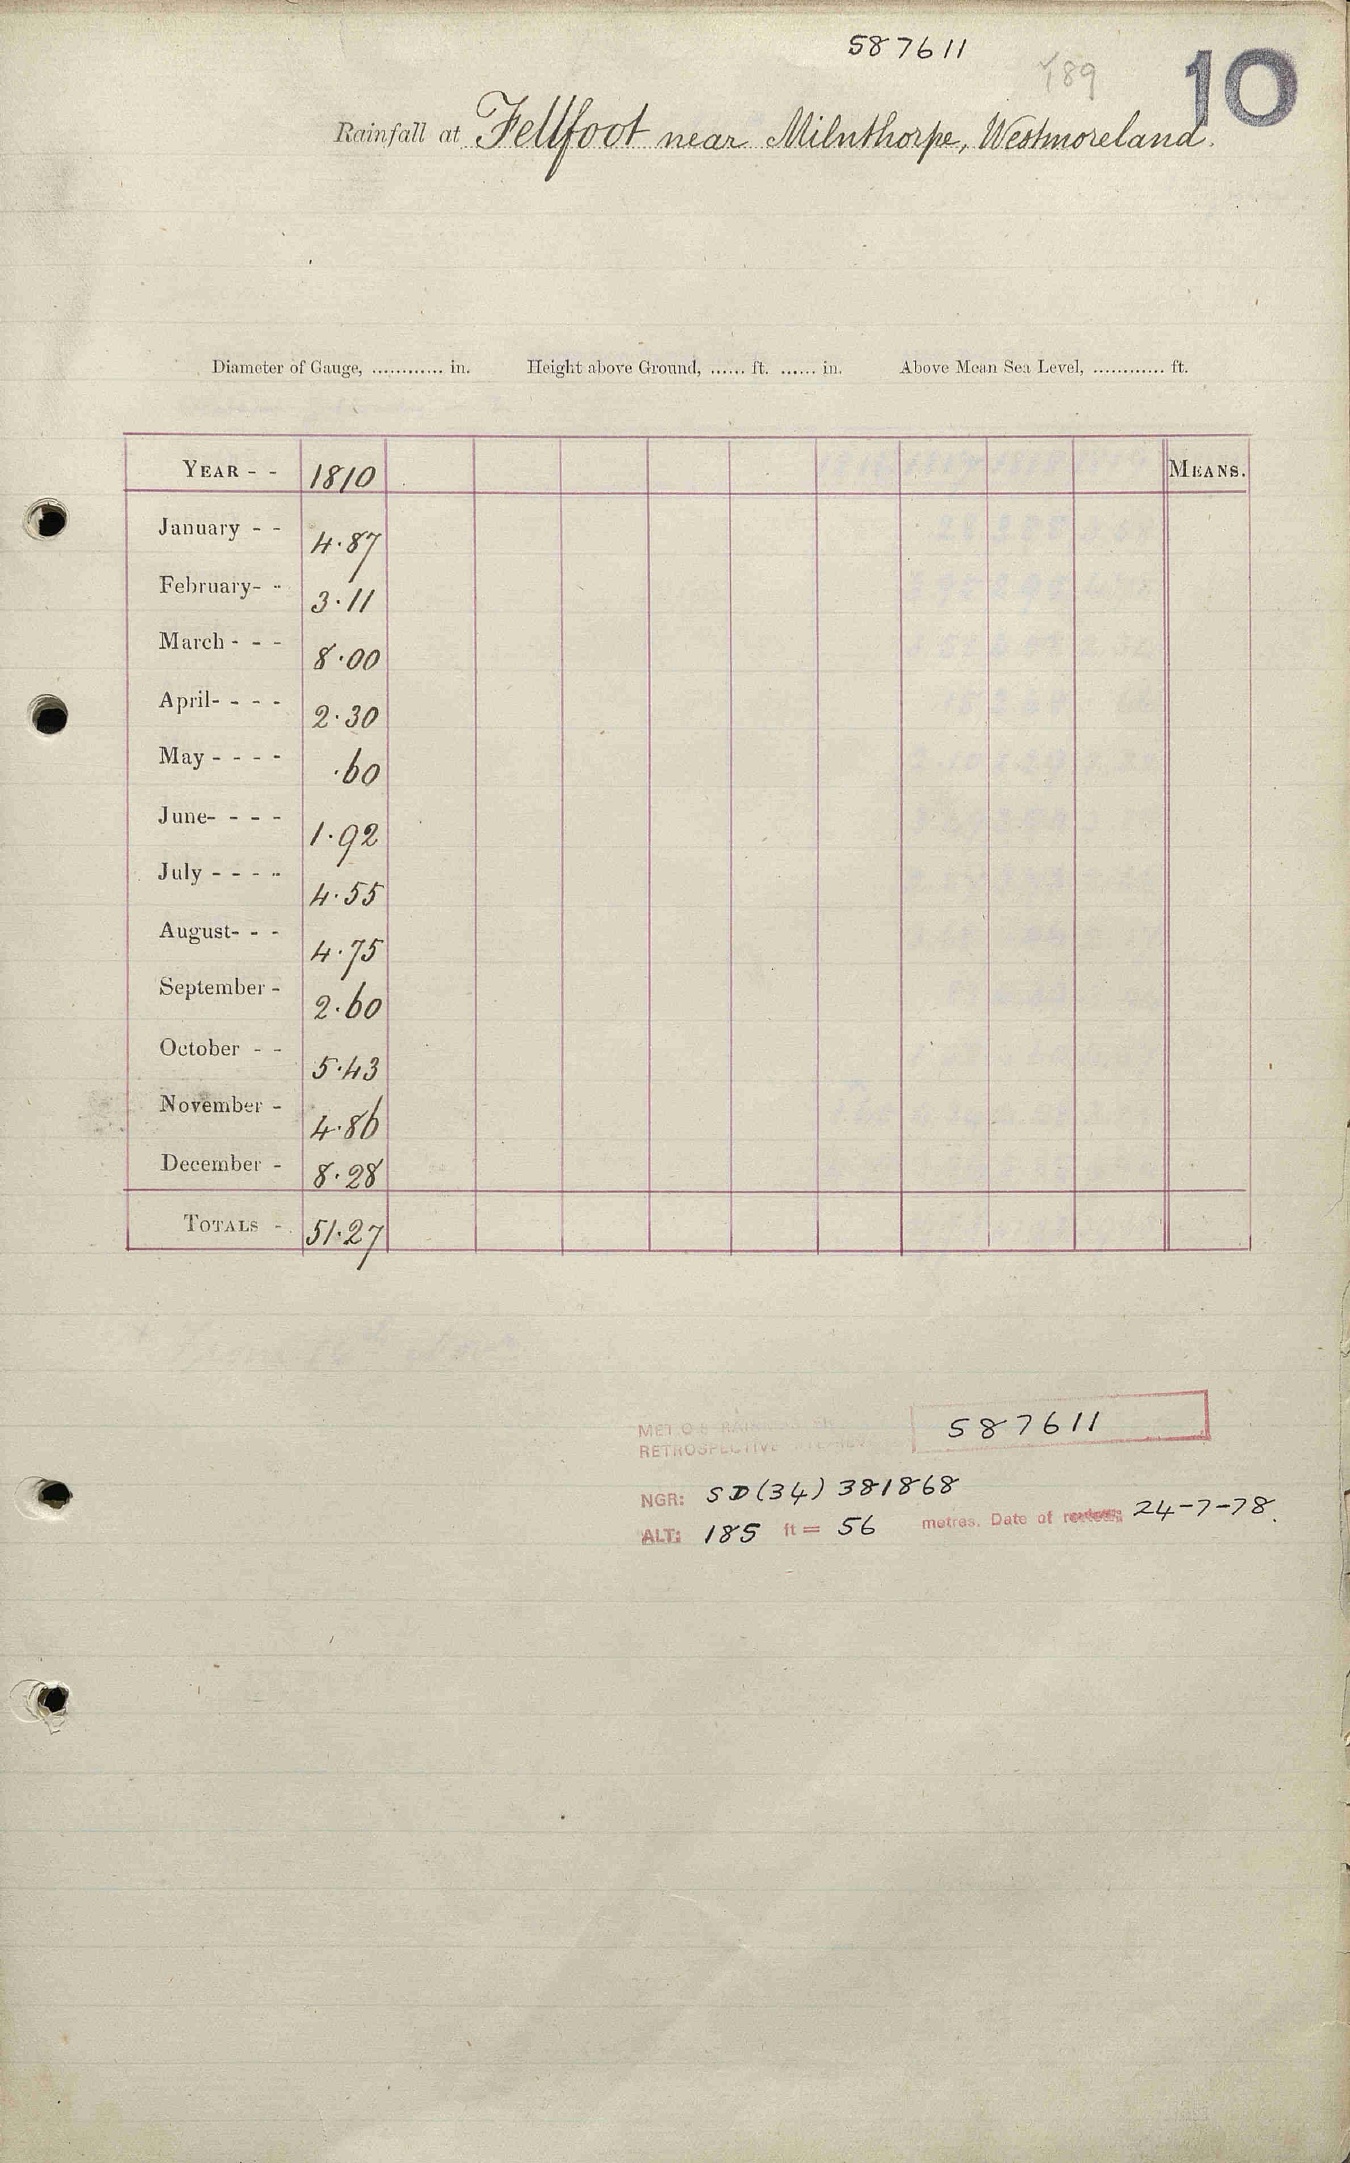 587611
189
10
Rainfall at Fellfoot near Milnthorpe, Westmoreland.
Diameter of Gauge, ............ in. Height above Ground, ...... ft. ...... in. Above Mean Sea Level, ............ ft.
YEAR - - 1810 MEANS.
January - - 4.87
February- - 3.11
March - - - 8.00
April- - - - 2.30
May - - - - .60
June- - - - 1.92
July - - - - 4.55
August- - - 4.75
September - 2.60
October - - 5.43
November - 4.86
December - 8.28
TOTALS - 51.27
MET.O.8
RETROSPECTIVE 587611
NGR: SD(34) 381868
ALT: 185 ft = 56 metres. Date of 24-7-78.